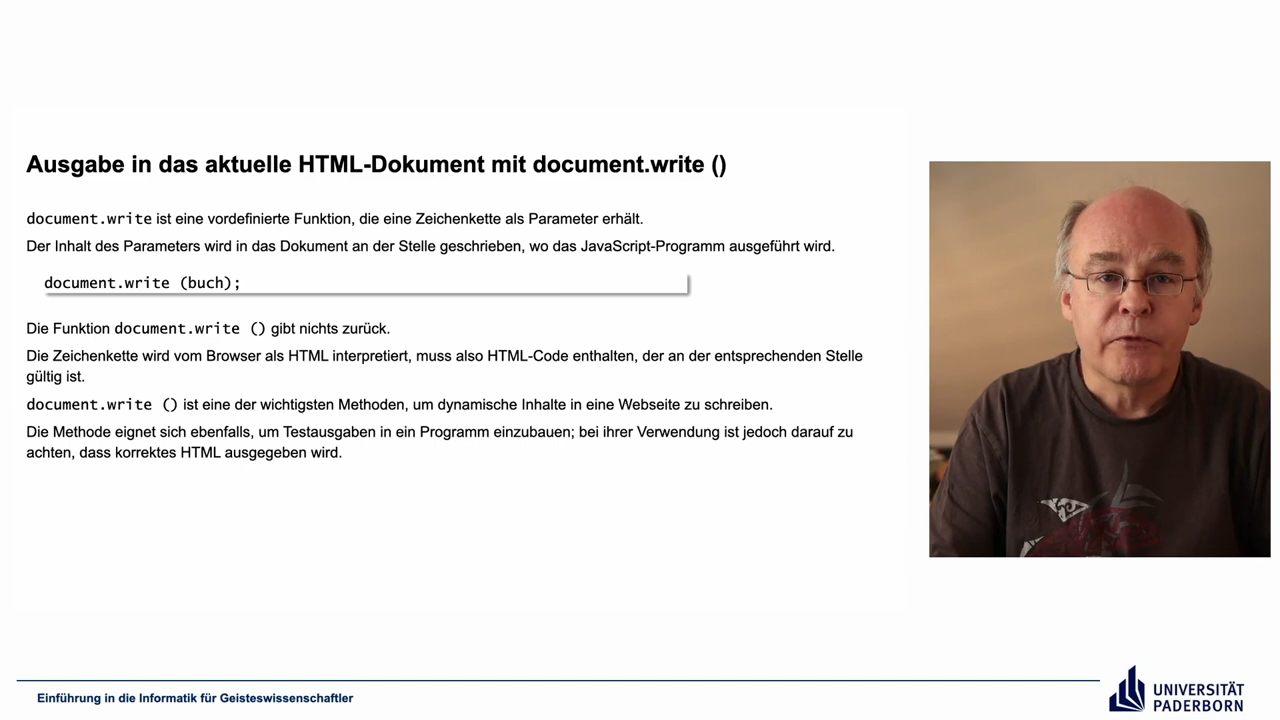 Ausgabe in das aktuelle HTML-Dokument mit document.write ()
document.write ist eine vordefinierte Funktion, die eine Zeichenkette als Parameter erhält.
Der Inhalt des Parameters wird in das Dokument an der Stelle geschrieben, wo das JavaScript-Programm ausgeführt wird.
document.write (buch);
Die Funktion document.write () gibt nichts zurück.
Die Zeichenkette wird vom Browser als HTML interpretiert, muss also HTML-Code enthalten, der an der entsprechenden Stelle
gültig ist.
document.write () ist eine der wichtigsten Methoden, um dynamische Inhalte in eine Webseite zu schreiben.
Die Methode eignet sich ebenfalls, um Testausgaben in ein Programm einzubauen; bei ihrer Verwendung ist jedoch darauf zu
achten, dass korrektes HTML ausgegeben wird.
Einführung in die Informatik für Geisteswissenschaftler
UNIVERSITÄT
PADERBORN